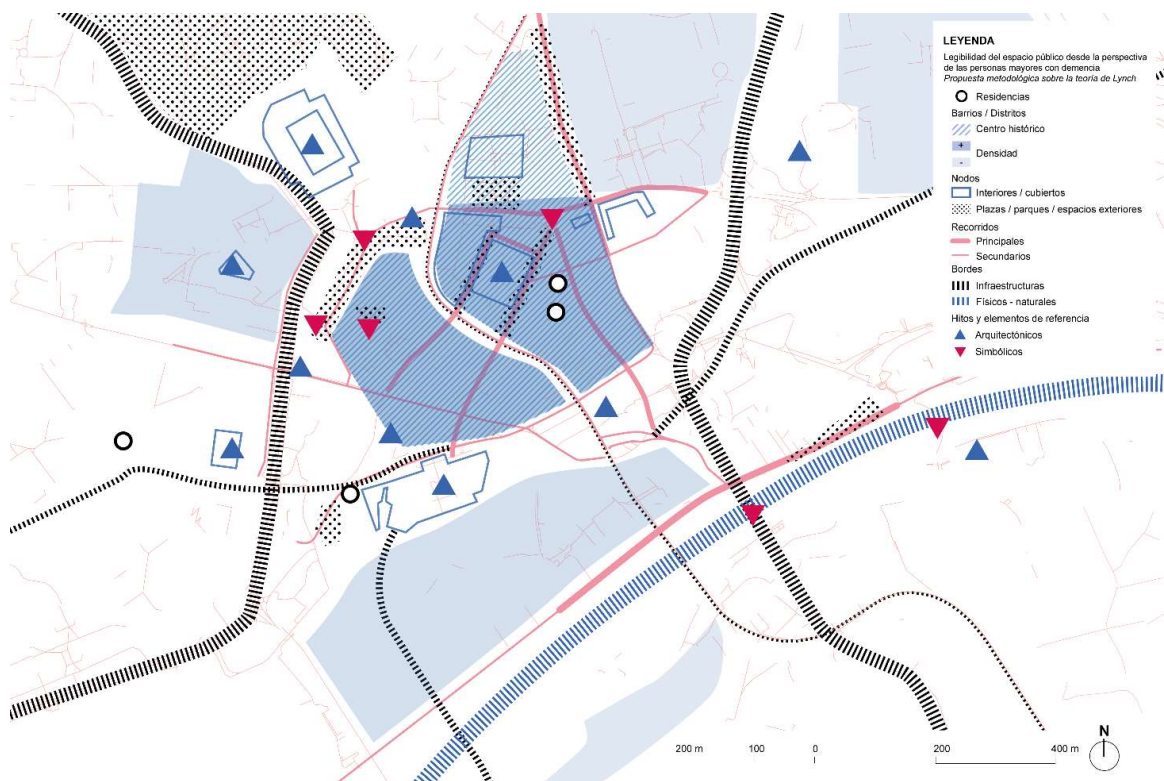 LEYENDA
Legibilidad del espacio público desde la perspectiva
de las personas mayores con demencia
Propuesta metodológica sobre la teoría de Lynch
Residencias
Barrios / Distritos
Centro histórico
+
Densidad
-
Nodos
Interiores / cubiertos
Plazas / parques / espacios exteriores
Recorridos
Principales
Secundarios
Bordes
Infraestructuras
Físicos - naturales
Hitos y elementos de referencia
Arquitectónicos
Simbólicos
N
200 m 100 0 200 400 m